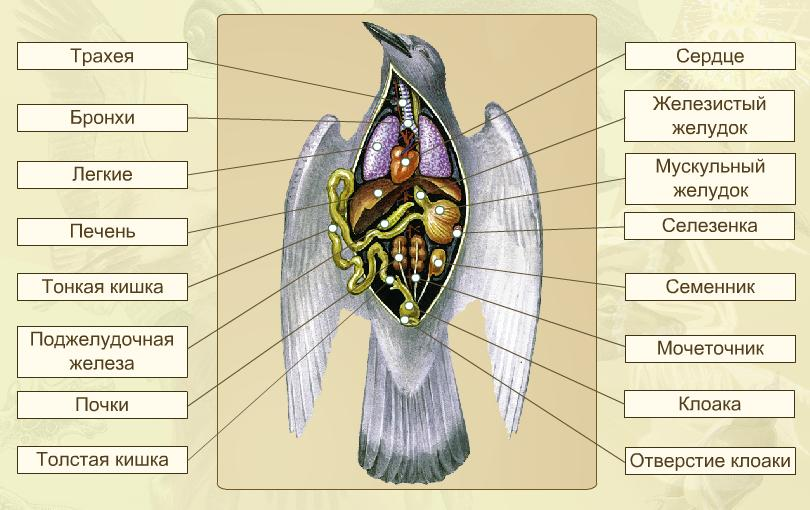 Трахея
Бронхи
Легкие
Печень
Тонкая кишка
Поджелудочная
железа
Почки
Толстая кишка
Сердце
Железистый
желудок
Мускульный
желудок
Селезенка
Семенник
Мочеточник
Клоака
Отверстие клоаки